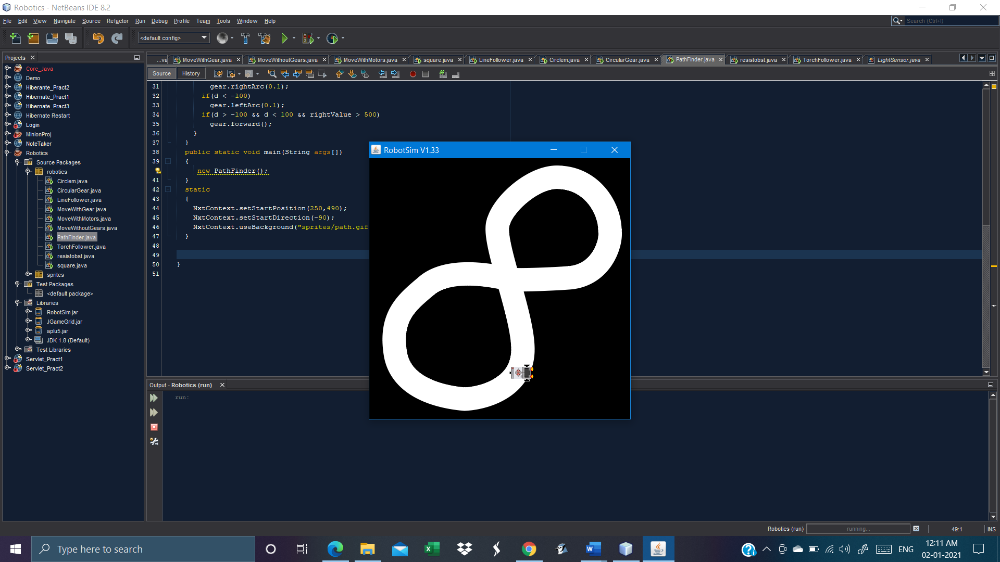 Robotics - NetBeans IDE 8.2
File Edit View Navigate Source Refactor Run Debug Profile Team Tools Window Help
Search (Ctrl+I)
<default config>
Projects
...va MoveWithGear.java MoveWithoutGears.java MoveWithMotors.java square.java LineFollower.java Circlem.java CircularGear.java PathFinder.java resistobst.java TorchFollower.java LightSensor.java
Source History
Core_Java
Demo
Hiberante_Pract2
Hibernate_Pract1
Hibernate_Pract3
Hibernate Restart
Login
MinionProj
NoteTaker
Robotics
Source Packages
robotics
Circlem.java
CircularGear.java
LineFollower.java
MoveWithGear.java
MoveWithMotors.java
MoveWithoutGears.java
PathFinder.java
TorchFollower.java
resistobst.java
square.java
sprites
Test Packages
<default package>
Libraries
RobotSim.jar
JGameGrid.jar
aplu5.jar
JDK 1.8 (Default)
Test Libraries
Servlet_Pract1
Servlet_Pract2
31 gear.rightArc(0.1);
32 if(d < -100)
33 gear.leftArc(0.1);
34 if(d > -100 && d < 100 && rightValue > 500)
35 gear.forward();
36 }
37 }
38 public static void main(String args[])
39 {
new PathFinder();
41 }
42 static
43 {
44 NxtContext.setStartPosition(250,490);
45 NxtContext.setStartDirection(-90);
46 NxtContext.useBackground("sprites/path.gif
47 }
48
49
50 }
51
RobotSim V1.33
Output - Robotics (run)
run:
Robotics (run) running... 49:1 INS
Type here to search
ENG
12:11 AM
02-01-2021